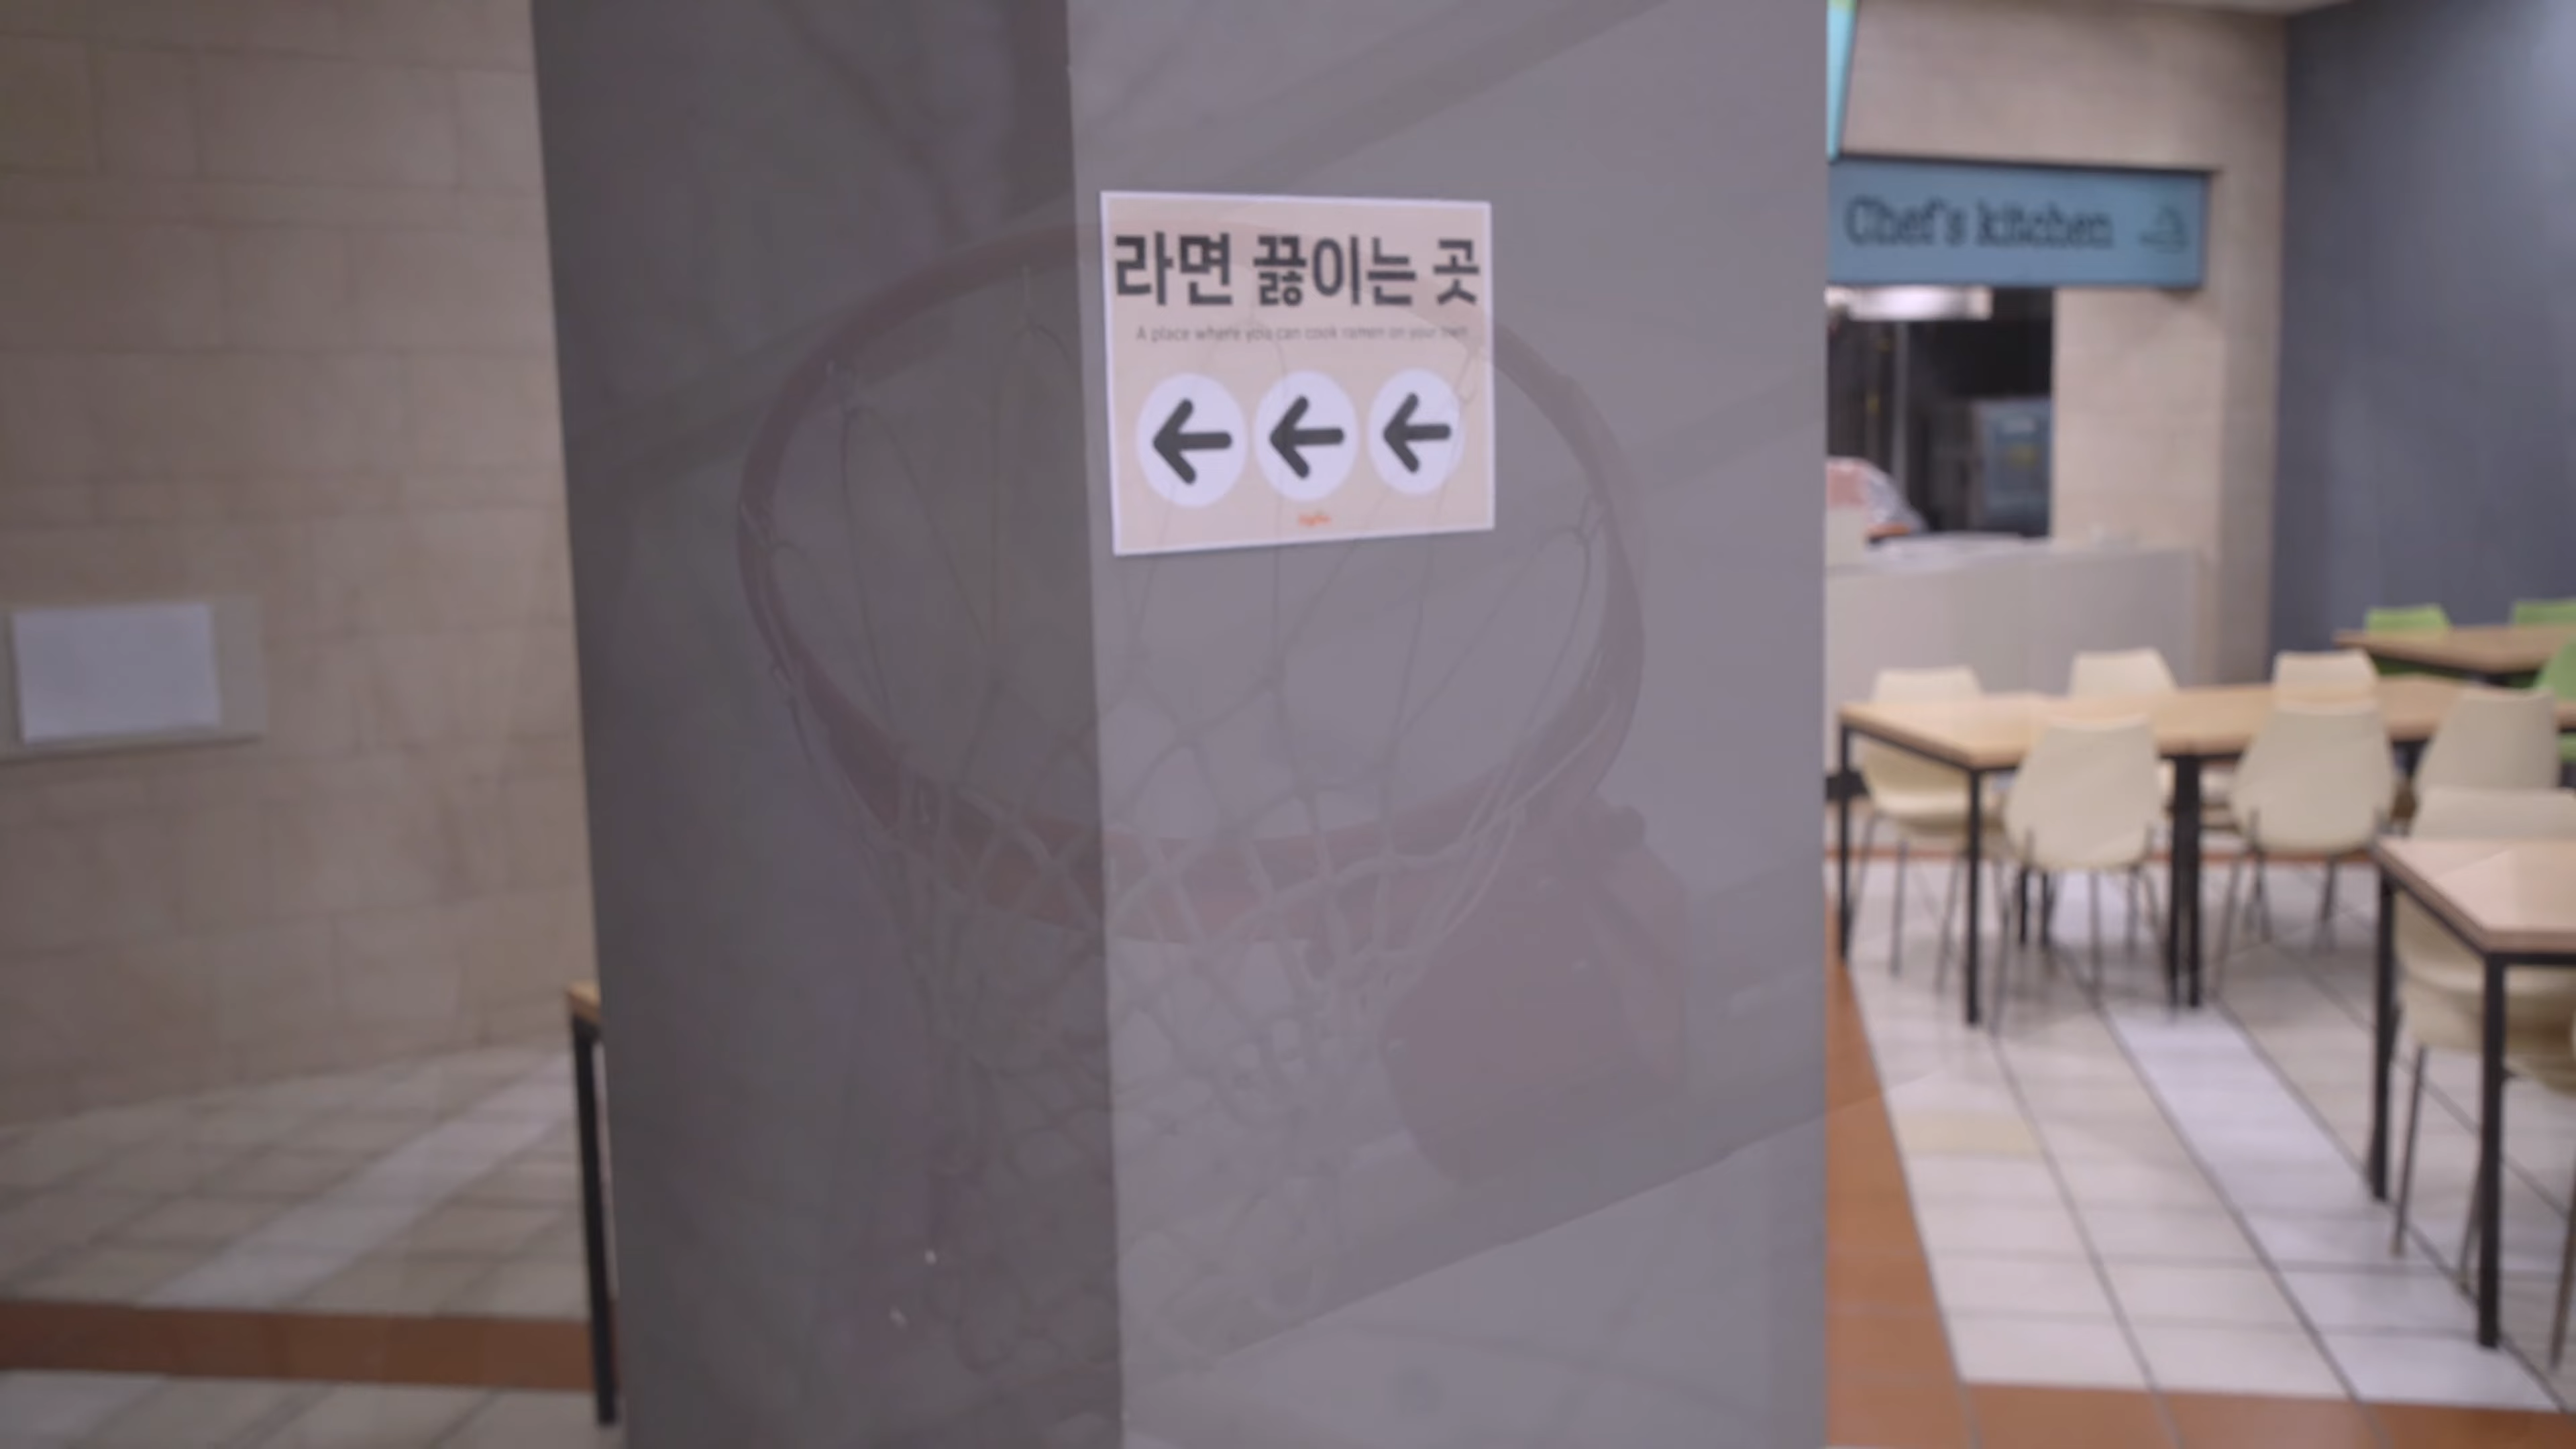 라면 끓이는 곳
A place where you can cook ramen on your own
Chef's kitchen